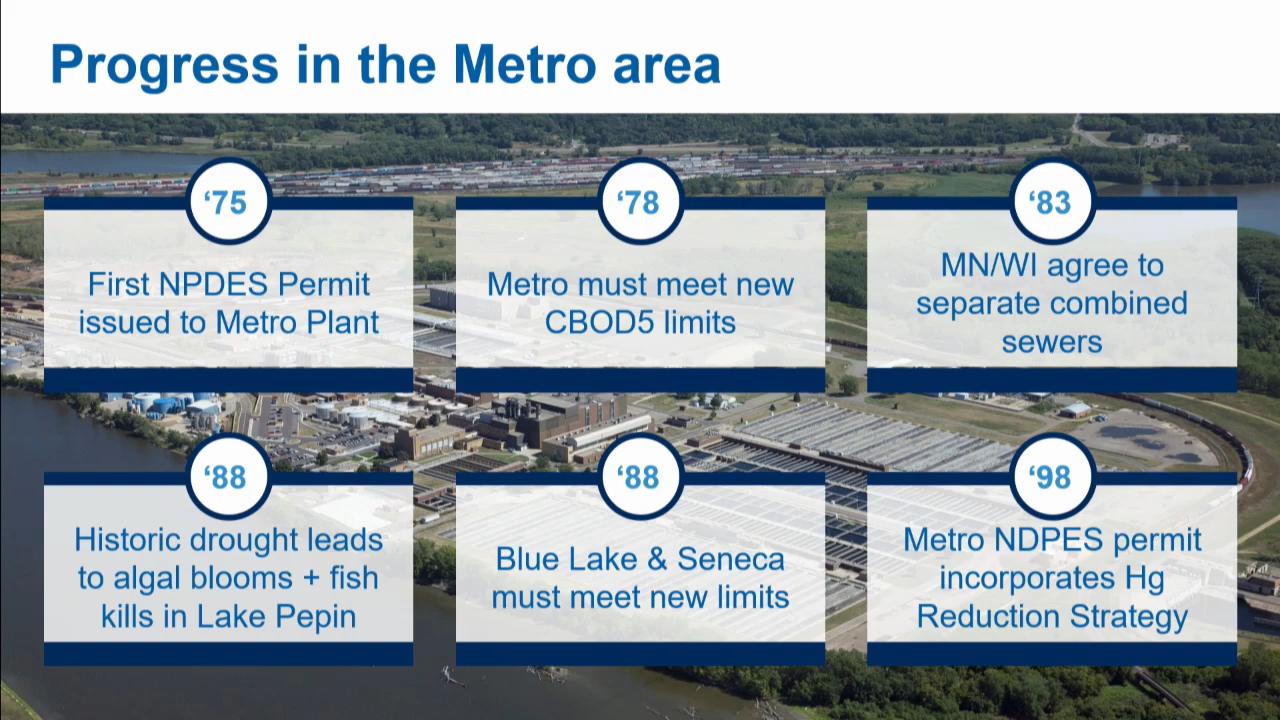 Progress in the Metro area
‘75
First NPDES Permit
issued to Metro Plant
‘78
Metro must meet new
CBOD5 limits
‘83
MN/WI agree to
separate combined
sewers
‘88
Historic drought leads
to algal blooms + fish
kills in Lake Pepin
‘88
Blue Lake & Seneca
must meet new limits
‘98
Metro NDPES permit
incorporates Hg
Reduction Strategy